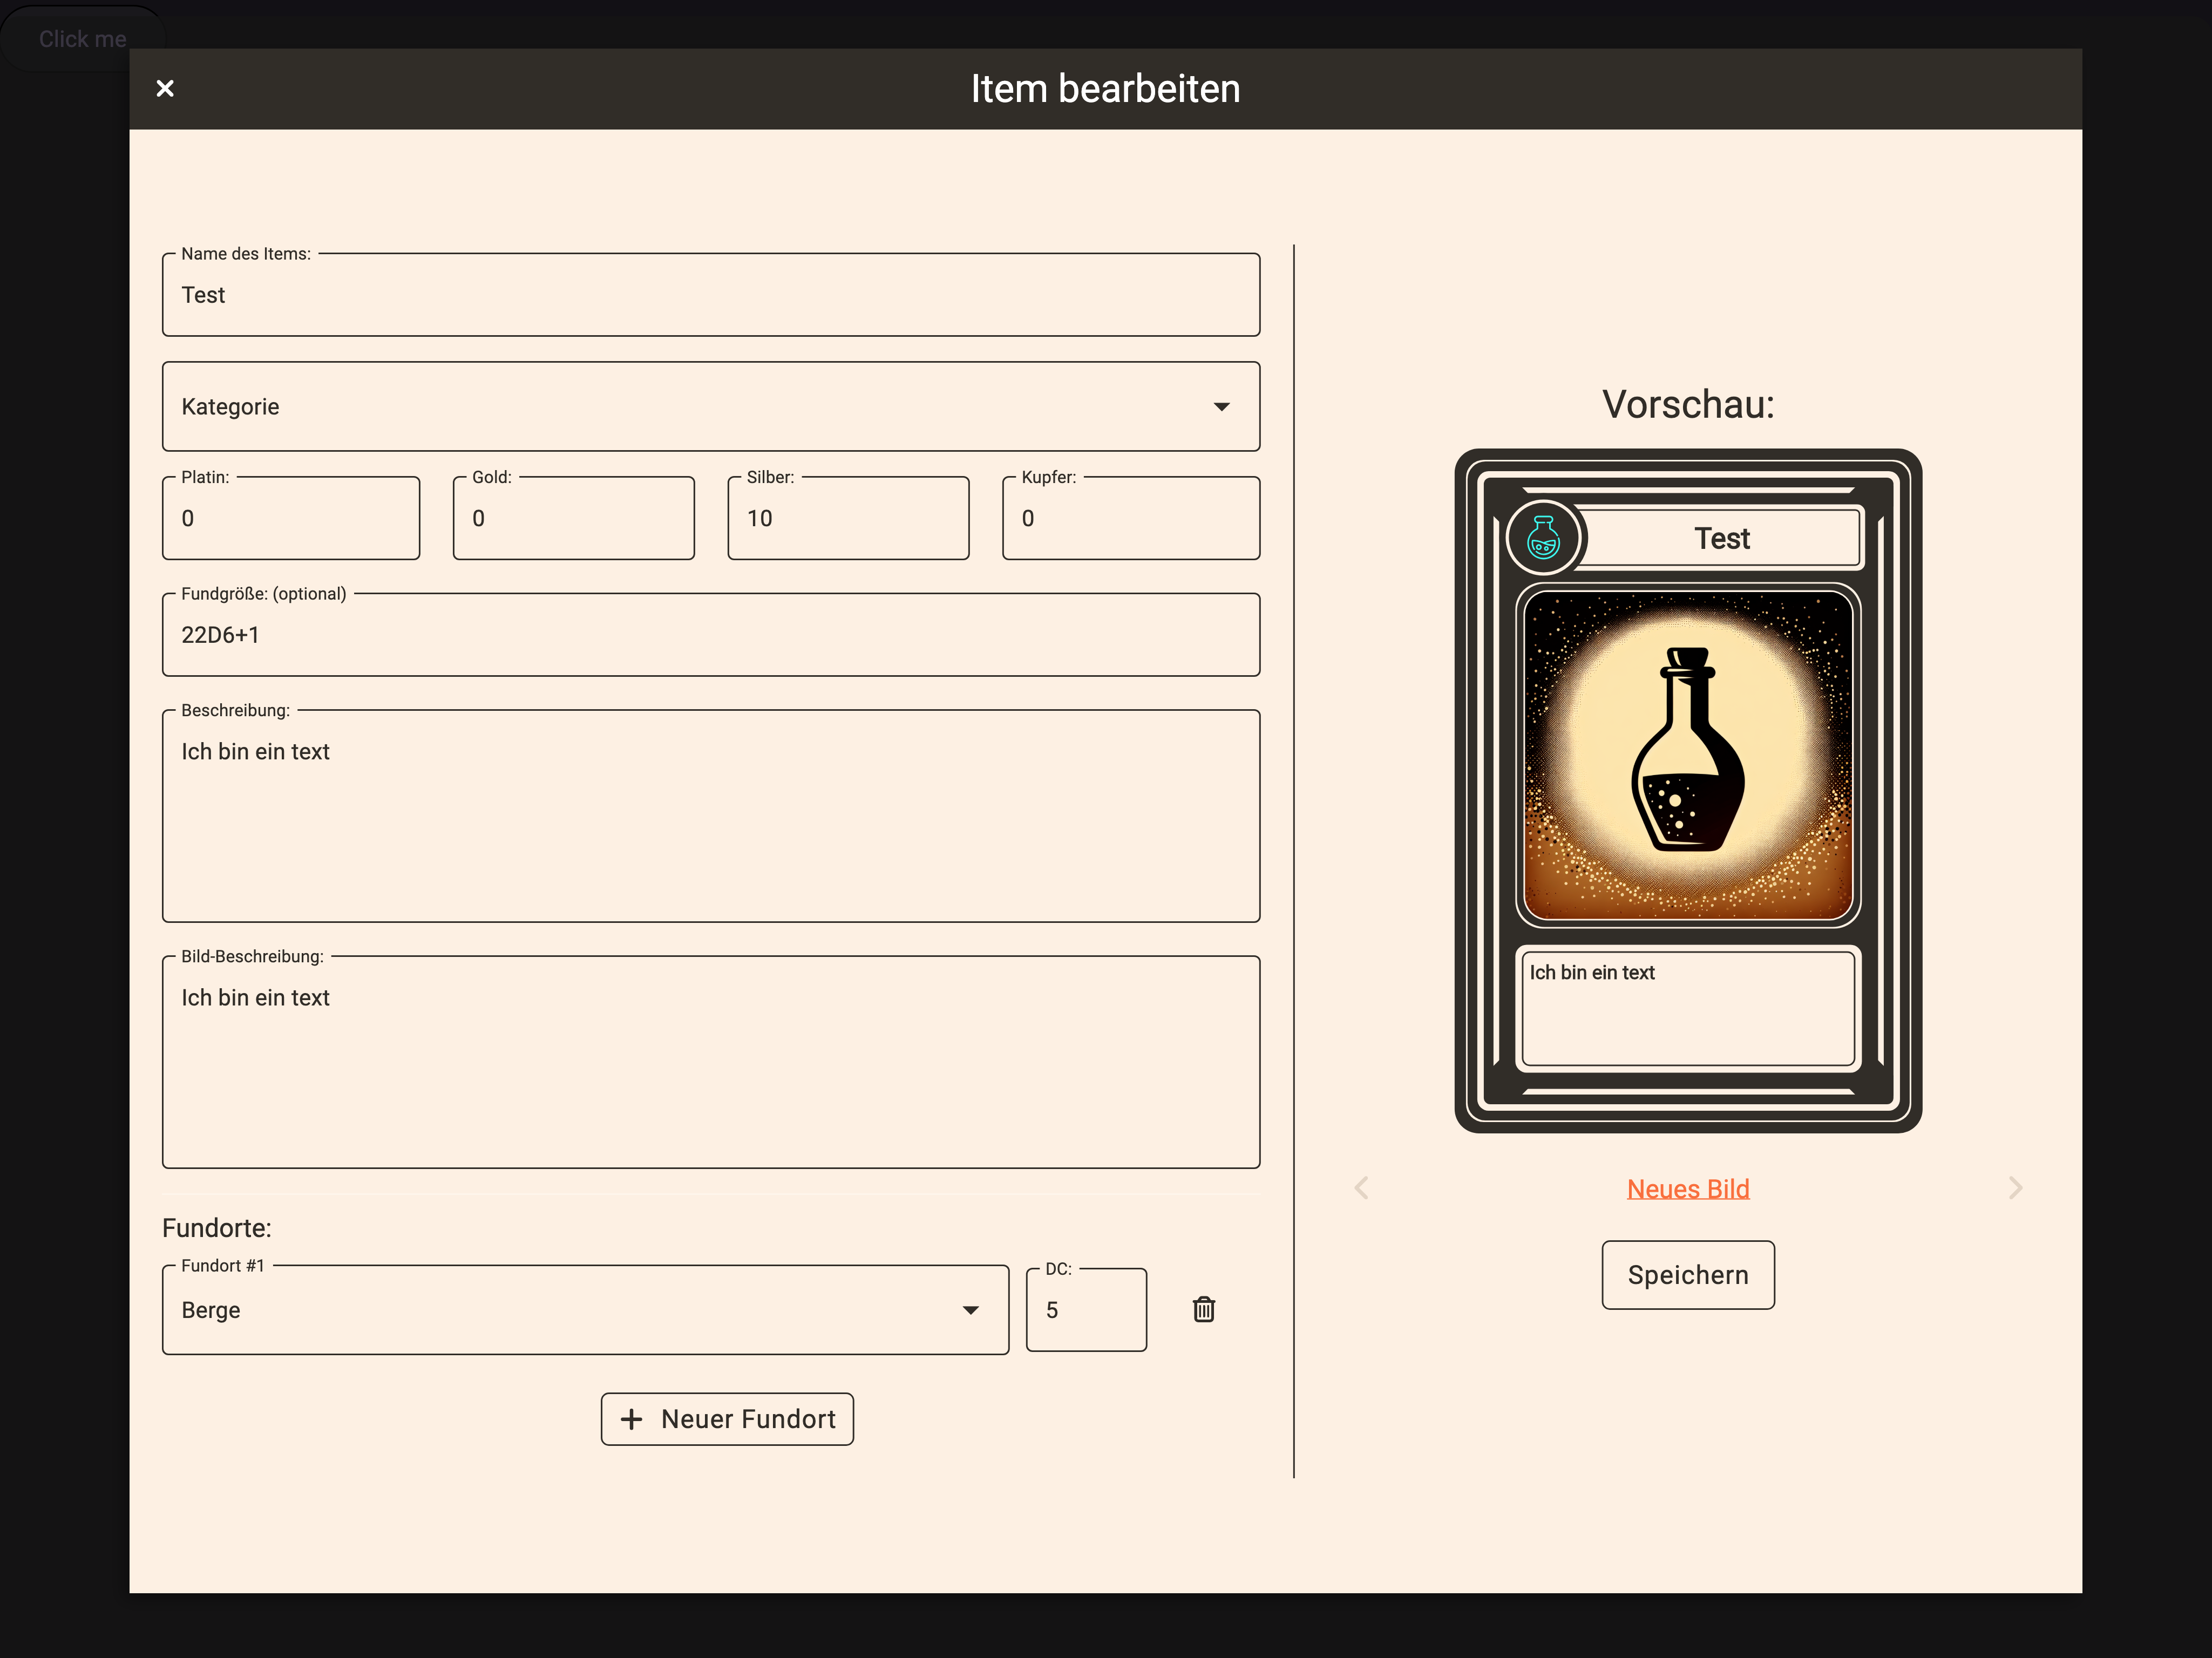 Click me
Item bearbeiten
Name des Items:
Test
Kategorie
Platin:
0
Gold:
0
Silber:
10
Kupfer:
0
Fundgröße: (optional)
22D6+1
Beschreibung:
Ich bin ein text
Bild-Beschreibung:
Ich bin ein text
Fundorte:
Fundort #1
Berge
DC:
5
Neuer Fundort
Vorschau:
Test
Ich bin ein text
Neues Bild
Speichern